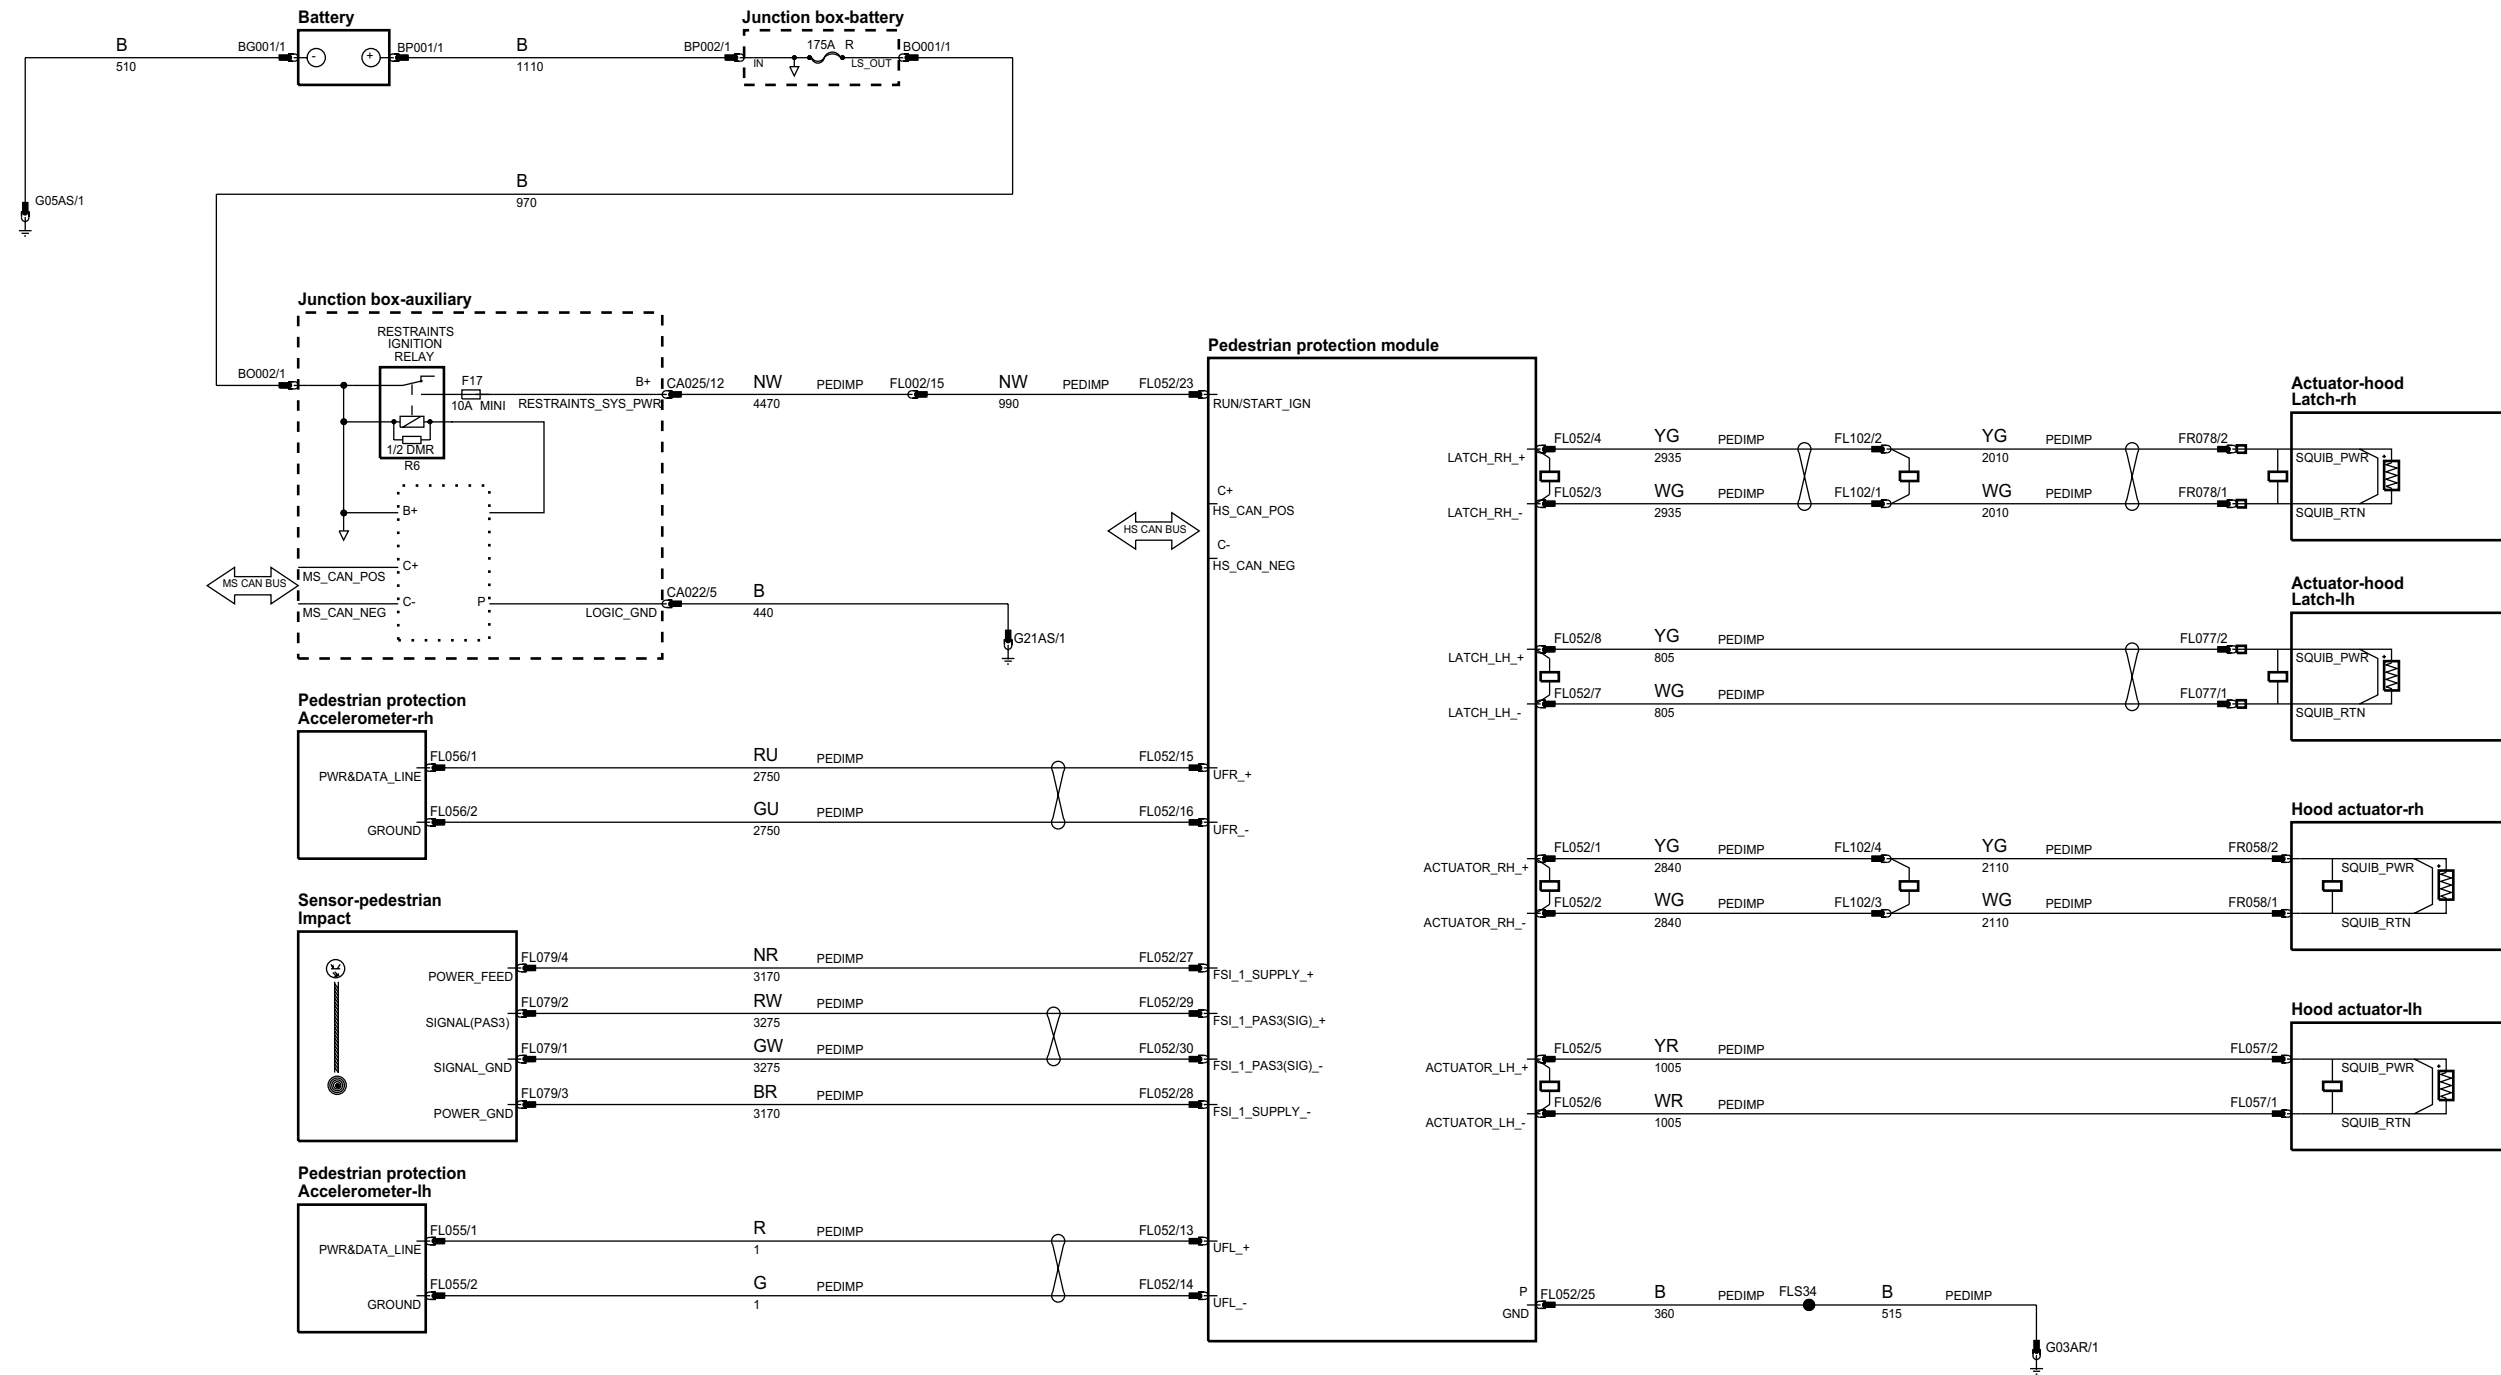 Battery
Junction box-battery
B
510
BG001/1
-
+
BP001/1
B
1110
BP002/1
175A R
IN
LS_OUT
BO001/1
G05AS/1
B
970
Junction box-auxiliary
RESTRAINTS
IGNITION
RELAY
BO002/1
F17
10A MINI
B+
RESTRAINTS_SYS_PWR
CA025/12
NW
4470
PEDIMP
FL002/15
NW
990
PEDIMP
FL052/23
1/2 DMR
R6
B+
C+
MS_CAN_POS
MS CAN BUS
C-
MS_CAN_NEG
P
LOGIC_GND
CA022/5
B
440
G21AS/1
Pedestrian protection module
RUN/START_IGN
C+
HS_CAN_POS
HS CAN BUS
C-
HS_CAN_NEG
Pedestrian protection
Accelerometer-rh
PWR&DATA_LINE
FL056/1
RU
2750
PEDIMP
FL052/15
UFR_+
GROUND
FL056/2
GU
2750
PEDIMP
FL052/16
UFR_-
Sensor-pedestrian
Impact
POWER_FEED
FL079/4
NR
3170
PEDIMP
FL052/27
FSI_1_SUPPLY_+
SIGNAL(PAS3)
FL079/2
RW
3275
PEDIMP
FL052/29
FSI_1_PAS3(SIG)_+
SIGNAL_GND
FL079/1
GW
3275
PEDIMP
FL052/30
FSI_1_PAS3(SIG)_-
POWER_GND
FL079/3
BR
3170
PEDIMP
FL052/28
FSI_1_SUPPLY_-
Pedestrian protection
Accelerometer-lh
PWR&DATA_LINE
FL055/1
R
1
PEDIMP
FL052/13
UFL_+
GROUND
FL055/2
G
1
PEDIMP
FL052/14
UFL_-
Actuator-hood
Latch-rh
LATCH_RH_+
FL052/4
YG
2935
PEDIMP
FL102/2
YG
2010
PEDIMP
FR078/2
SQUIB_PWR
+
LATCH_RH_-
FL052/3
WG
2935
PEDIMP
FL102/1
WG
2010
PEDIMP
FR078/1
SQUIB_RTN
Actuator-hood
Latch-lh
LATCH_LH_+
FL052/8
YG
805
PEDIMP
FL077/2
SQUIB_PWR
+
LATCH_LH_-
FL052/7
WG
805
PEDIMP
FL077/1
SQUIB_RTN
Hood actuator-rh
ACTUATOR_RH_+
FL052/1
YG
2840
PEDIMP
FL102/4
YG
2110
PEDIMP
FR058/2
SQUIB_PWR
+
ACTUATOR_RH_-
FL052/2
WG
2840
PEDIMP
FL102/3
WG
2110
PEDIMP
FR058/1
SQUIB_RTN
Hood actuator-lh
ACTUATOR_LH_+
FL052/5
YR
1005
PEDIMP
FL057/2
SQUIB_PWR
+
ACTUATOR_LH_-
FL052/6
WR
1005
PEDIMP
FL057/1
SQUIB_RTN
P
GND
FL052/25
B
360
PEDIMP
FLS34
B
515
PEDIMP
G03AR/1